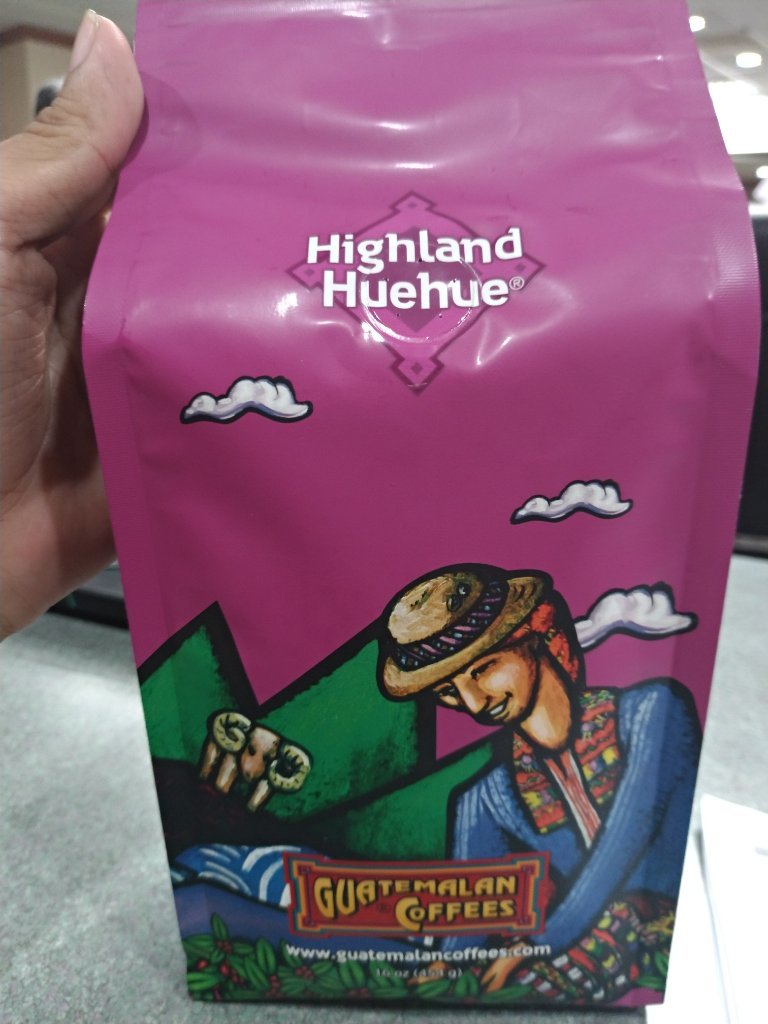 Highland
Huehue®
GUATEMALAN
COFFEES
www.guatemalancoffees.com
16 oz (454 g)